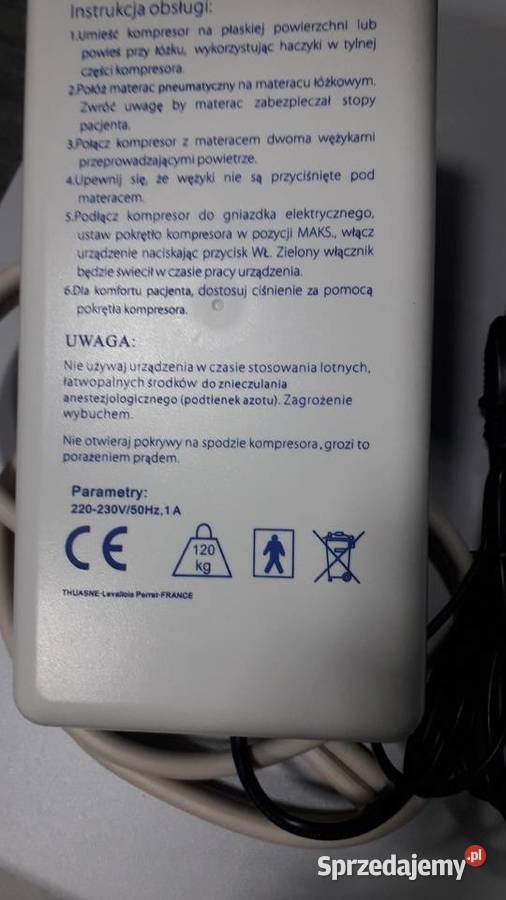 Instrukcja obsługi:
1.Umieść kompresor na płaskiej powierzchni lub
powieś przy łóżku, wykorzystując haczyki w tylnej
części kompresora.
2.Połóż materac pneumatyczny na materacu łóżkowym.
Zwróć uwagę by materac zabezpieczał stopy
pacjenta.
3.Połącz kompresor z materacem dwoma wężykami
przeprowadzającymi powietrze.
4.Upewnij się, że wężyki nie są przyciśnięte pod
materacem.
5.Podłącz kompresor do gniazdka elektrycznego,
ustaw pokrętło kompresora w pozycji MAKS., włącz
urządzenie naciskając przycisk WŁ. Zielony włącznik
będzie świecił w czasie pracy urządzenia.
6.Dla komfortu pacjenta, dostosuj ciśnienie za pomocą
pokrętła kompresora.
UWAGA:
Nie używaj urządzenia w czasie stosowania lotnych,
łatwopalnych środków do znieczulania
anestezjologicznego (podtlenek azotu). Zagrożenie
wybuchem.
Nie otwieraj pokrywy na spodzie kompresora, grozi to
porażeniem prądem.
Parametry:
220-230V/50Hz, 1 A
CE
120
kg
THUASNE-Levallois Perret-FRANCE
Sprzedajemy.pl